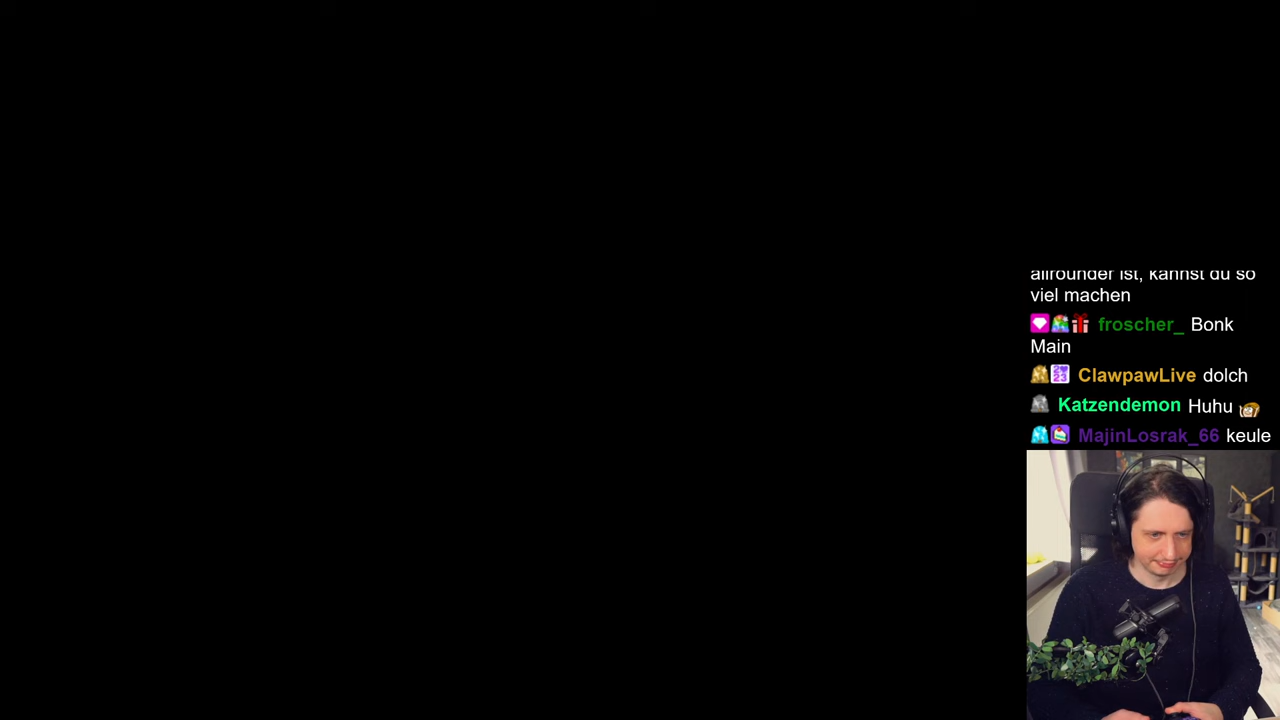 allrounder ist, kannst du so
viel machen
froscher_ Bonk
Main
ClawpawLive dolch
Katzendemon Huhu
MajinLosrak_66 keule